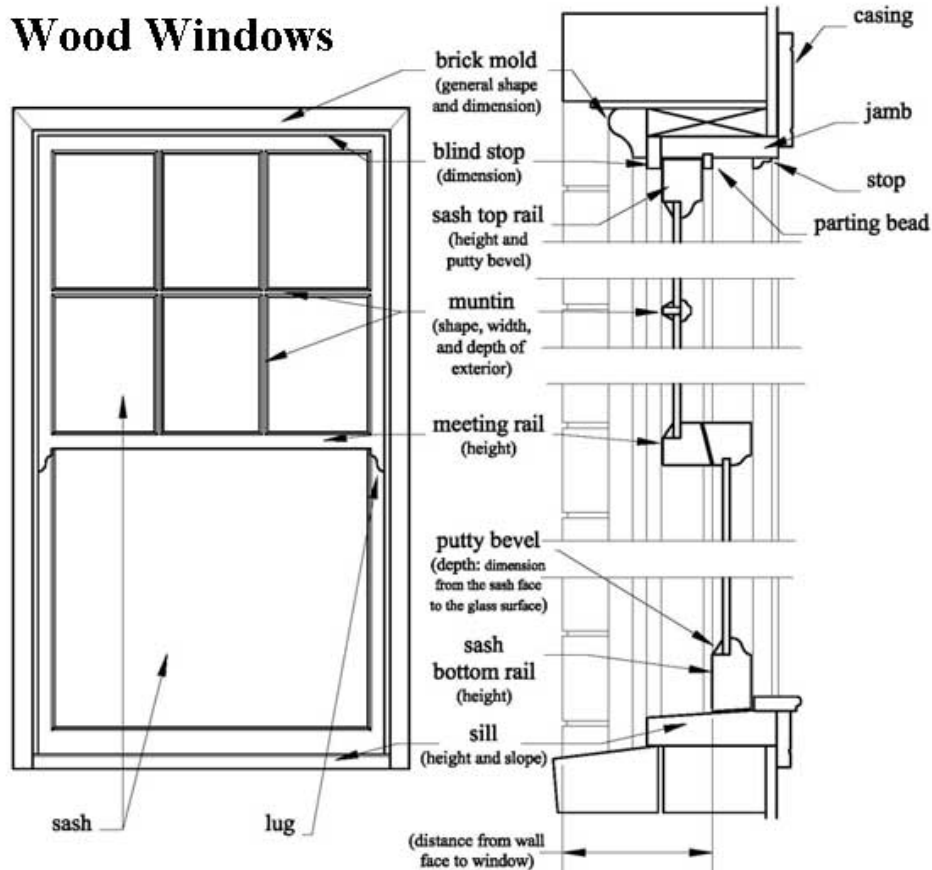 Wood Windows
brick mold
(general shape
and dimension)
blind stop
(dimension)
sash top rail
(height and
putty bevel)
muntin
(shape, width,
and depth of
exterior)
meeting rail
(height)
putty bevel
(depth: dimension
from the sash face
to the glass surface)
sash
bottom rail
(height)
sill
(height and slope)
sash
lug
(distance from wall
face to window)
casing
jamb
stop
parting bead